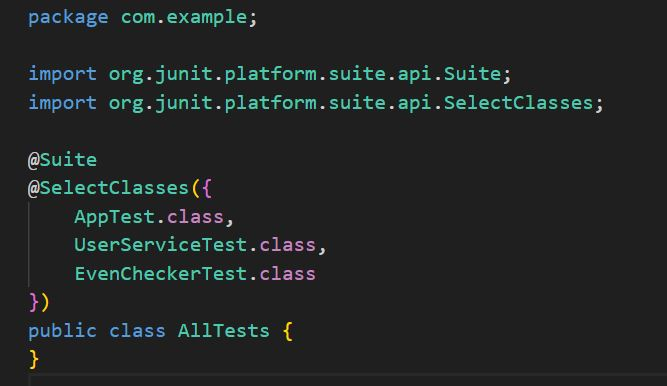 package com.example;
import org.junit.platform.suite.api.Suite;
import org.junit.platform.suite.api.SelectClasses;
@Suite
@SelectClasses({
    AppTest.class,
    UserServiceTest.class,
    EvenCheckerTest.class
})
public class AllTests {
}